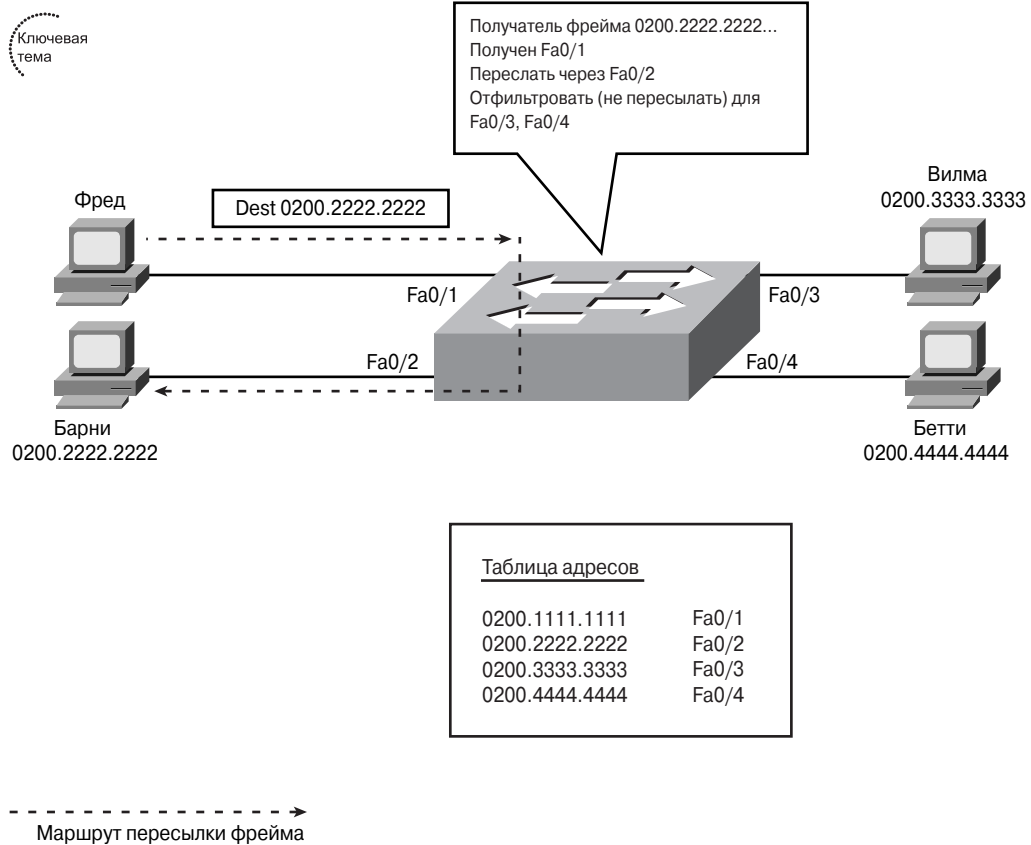 Ключевая
тема
Получатель фрейма 0200.2222.2222...
Получен Fa0/1
Переслать через Fa0/2
Отфильтровать (не пересылать) для
Fa0/3, Fa0/4
Фред
Dest 0200.2222.2222
Вилма
0200.3333.3333
Fa0/1
Fa0/3
Fa0/2
Fa0/4
Барни
0200.2222.2222
Бетти
0200.4444.4444
Таблица адресов
0200.1111.1111 Fa0/1
0200.2222.2222 Fa0/2
0200.3333.3333 Fa0/3
0200.4444.4444 Fa0/4
Маршрут пересылки фрейма